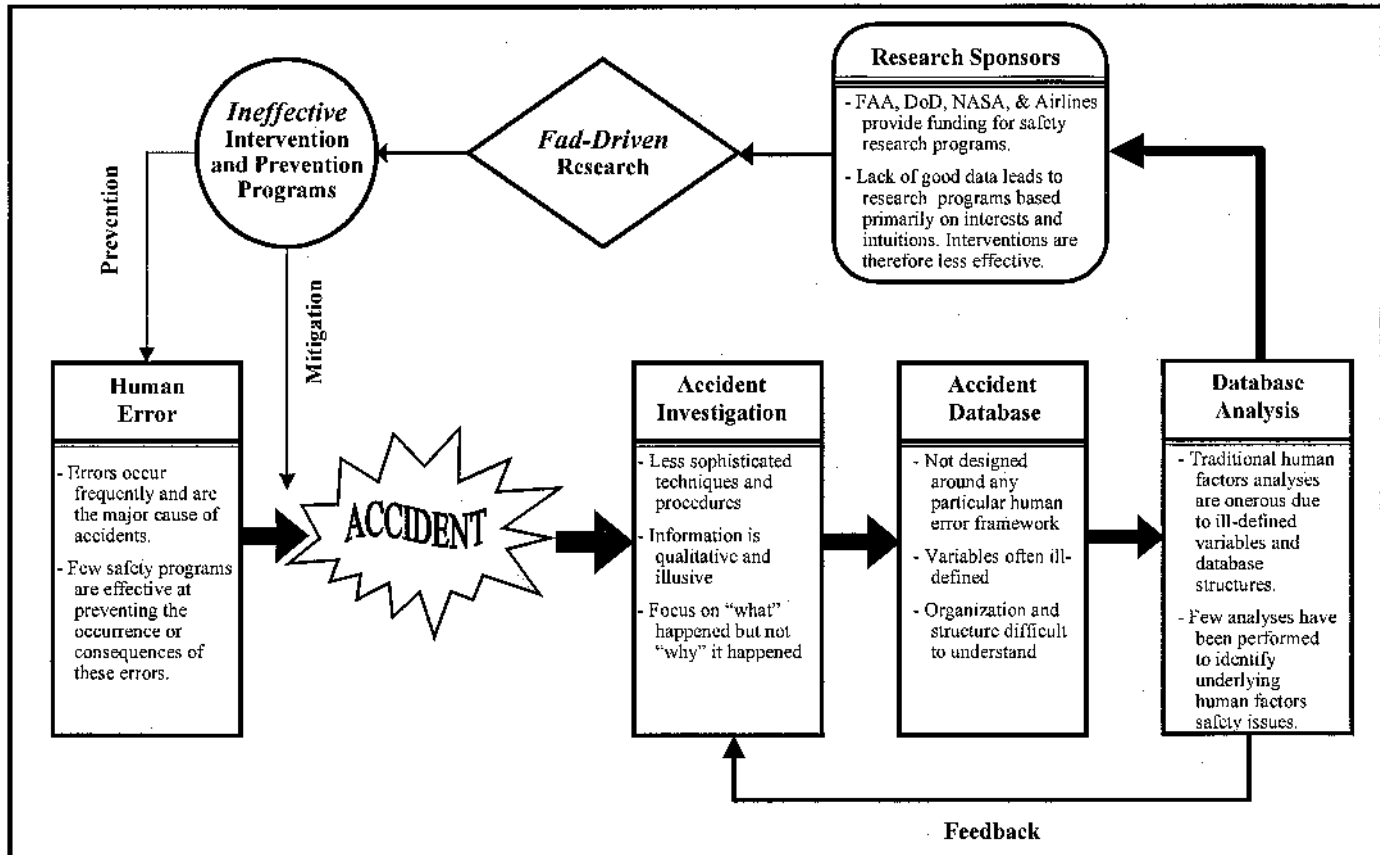 Research Sponsors
- FAA, DoD, NASA, & Airlines
provide funding for safety
research programs.
- Lack of good data leads to
research programs based
primarily on interests and
intuitions. Interventions are
therefore less effective.
Fad-Driven
Research
Ineffective
Intervention
and Prevention
Programs
Prevention
Mitigation
Human
Error
- Errors occur
frequently and are
the major cause of
accidents.
- Few safety programs
are effective at
preventing the
occurrence or
consequences of
these errors.
ACCIDENT
Accident
Investigation
- Less sophisticated
techniques and
procedures
- Information is
qualitative and
illusive
- Focus on “what”
happened but not
“why” it happened
Accident
Database
- Not designed
around any
particular human
error framework
- Variables often ill-
defined
- Organization and
structure difficult
to understand
Database
Analysis
- Traditional human
factors analyses
are onerous due
to ill-defined
variables and
database
structures.
- Few analyses have
been performed
to identify
underlying
human factors
safety issues.
Feedback